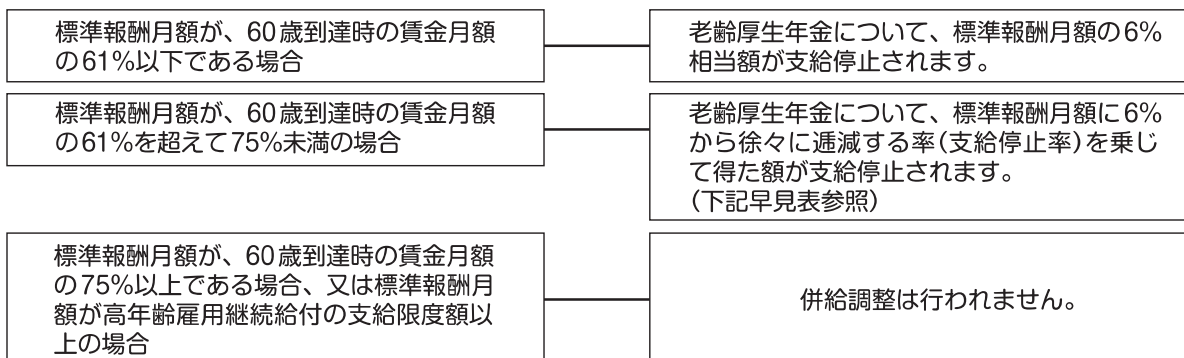 標準報酬月額が、60歳到達時の賃金月額
の61%以下である場合
老齢厚生年金について、標準報酬月額の6%
相当額が支給停止されます。
標準報酬月額が、60歳到達時の賃金月額
の61%を超えて75%未満の場合
老齢厚生年金について、標準報酬月額に6%
から徐々に逓減する率(支給停止率)を乗じ
て得た額が支給停止されます。
(下記早見表参照)
標準報酬月額が、60歳到達時の賃金月額
の75%以上である場合、又は標準報酬月
額が高年齢雇用継続給付の支給限度額以
上の場合
併給調整は行われません。